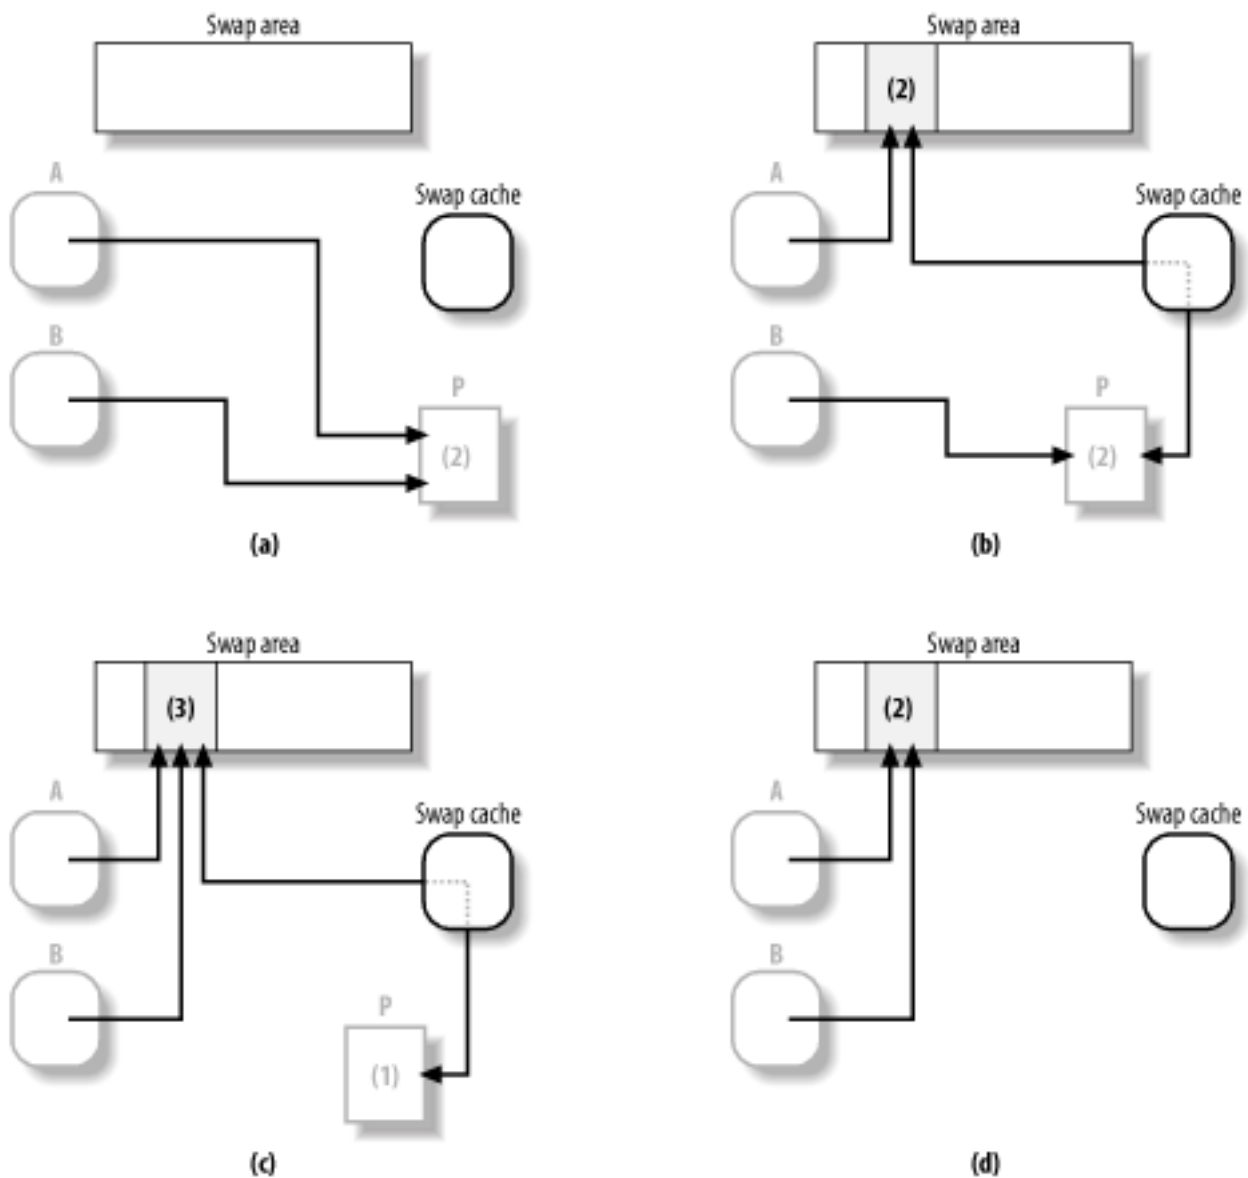 Swap area
A
Swap cache
B
P
(2)
(a)
Swap area
(2)
A
Swap cache
B
P
(2)
(b)
Swap area
(3)
A
Swap cache
B
P
(1)
(c)
Swap area
(2)
A
Swap cache
B
(d)